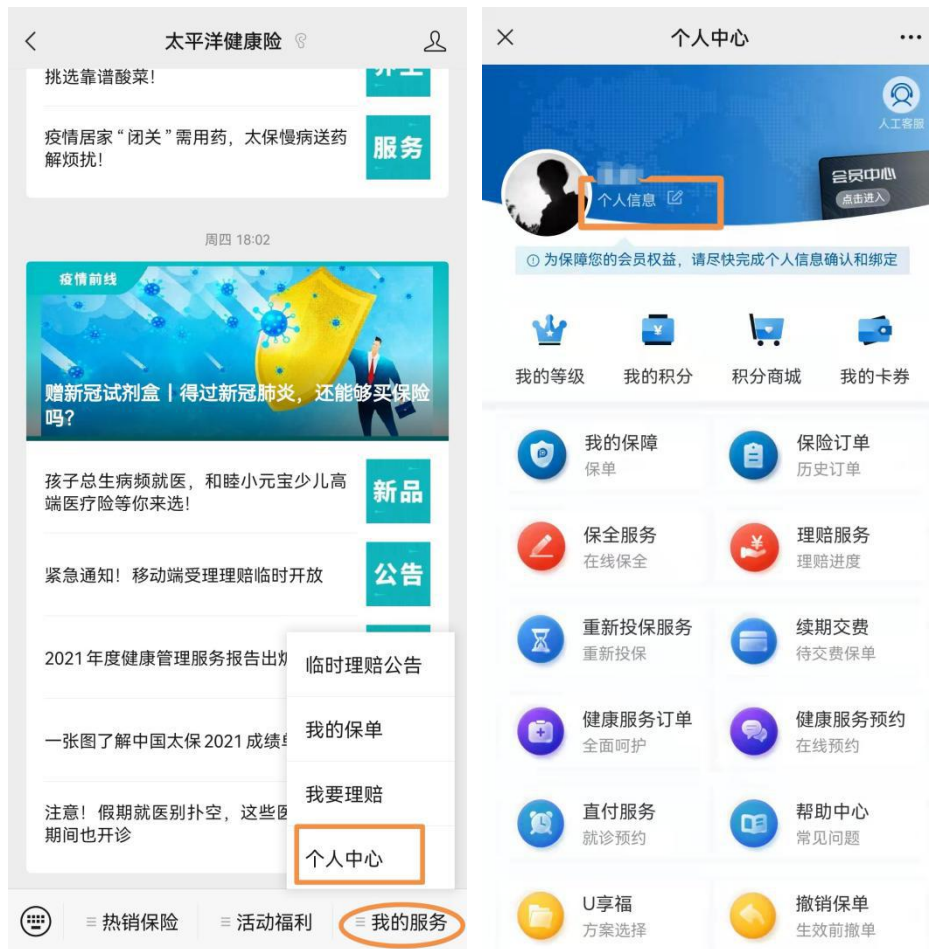 太平洋健康险
挑选靠谱酸菜！
养生
疫情居家“闭关”需用药，太保慢病送药
解烦扰！
服务
周四 18:02
疫情前线
赠新冠试剂盒丨得过新冠肺炎，还能够买保险
吗？
孩子总生病频就医，和睦小元宝少儿高
端医疗险等你来选！
新品
紧急通知！移动端受理理赔临时开放
公告
2021年度健康管理服务报告出
一张图了解中国太保2021成绩
注意！假期就医别扑空，这些医
期间也开诊
临时理赔公告
我的保单
我要理赔
个人中心
热销保险
活动福利
我的服务
个人中心
人工客服
个人信息
会员中心
点击进入
为保障您的会员权益，请尽快完成个人信息确认和绑定
我的等级
我的积分
积分商城
我的卡券
我的保障
保单
保险订单
历史订单
保全服务
在线保全
理赔服务
理赔进度
重新投保服务
重新投保
续期交费
待交费保单
健康服务订单
全面呵护
健康服务预约
在线预约
直付服务
就诊预约
帮助中心
常见问题
U享福
方案选择
撤销保单
生效前撤单